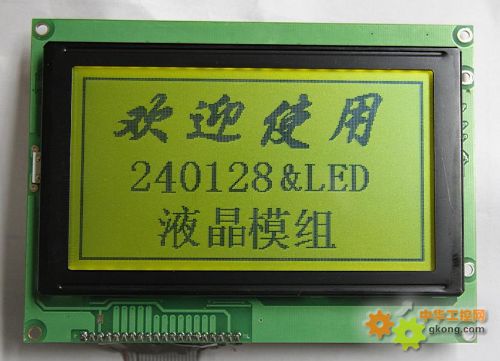 欢迎使用
240128&LED
液晶模组
中华工控网
gkong.com